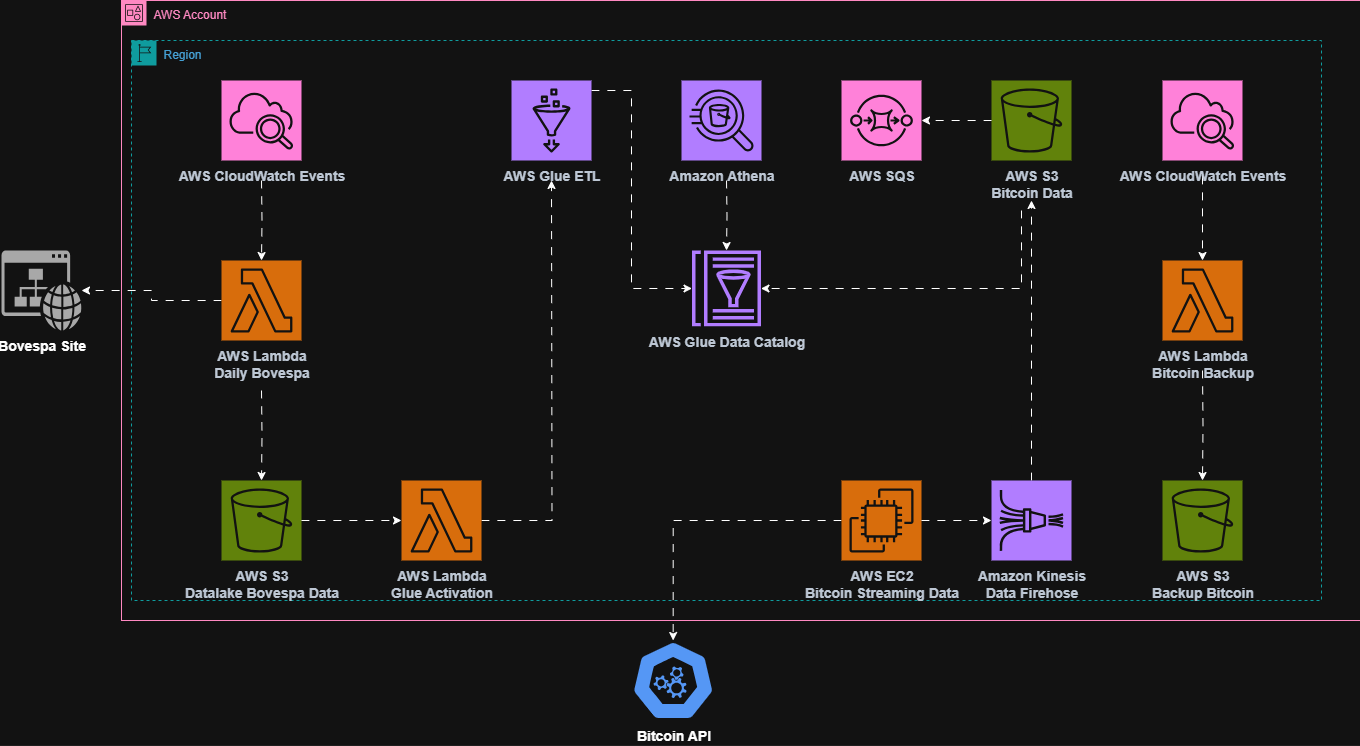 AWS Account
Region
AWS CloudWatch Events
AWS Glue ETL
Amazon Athena
AWS SQS
AWS S3
Bitcoin Data
AWS CloudWatch Events
Bovespa Site
AWS Lambda
Daily Bovespa
AWS Glue Data Catalog
AWS Lambda
Bitcoin Backup
AWS S3
Datalake Bovespa Data
AWS Lambda
Glue Activation
AWS EC2
Bitcoin Streaming Data
Amazon Kinesis
Data Firehose
AWS S3
Backup Bitcoin
Bitcoin API